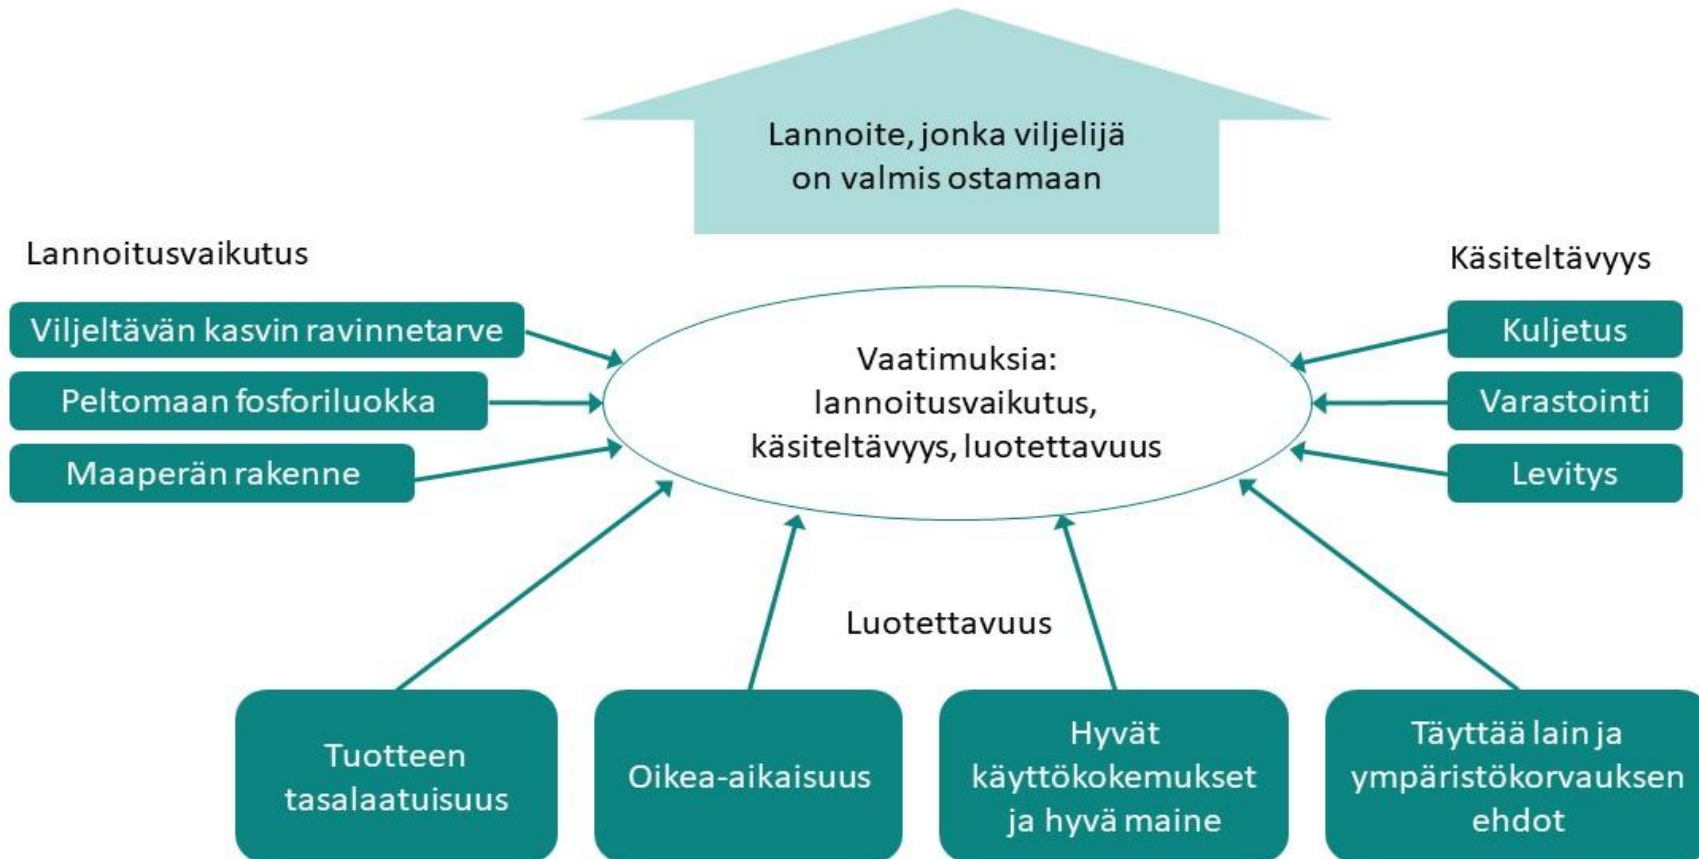 Lannoite, jonka viljelijä
on valmis ostamaan
Lannoitusvaikutus
Viljeltävän kasvin ravinnetarve
Peltomaan fosforiluokka
Maaperän rakenne
Vaatimuksia:
lannoitusvaikutus,
käsiteltävyys, luotettavuus
Käsiteltävyys
Kuljetus
Varastointi
Levitys
Luotettavuus
Tuotteen
tasalaatuisuus
Oikea-aikaisuus
Hyvät
käyttökokemukset
ja hyvä maine
Täyttää lain ja
ympäristökorvauksen
ehdot